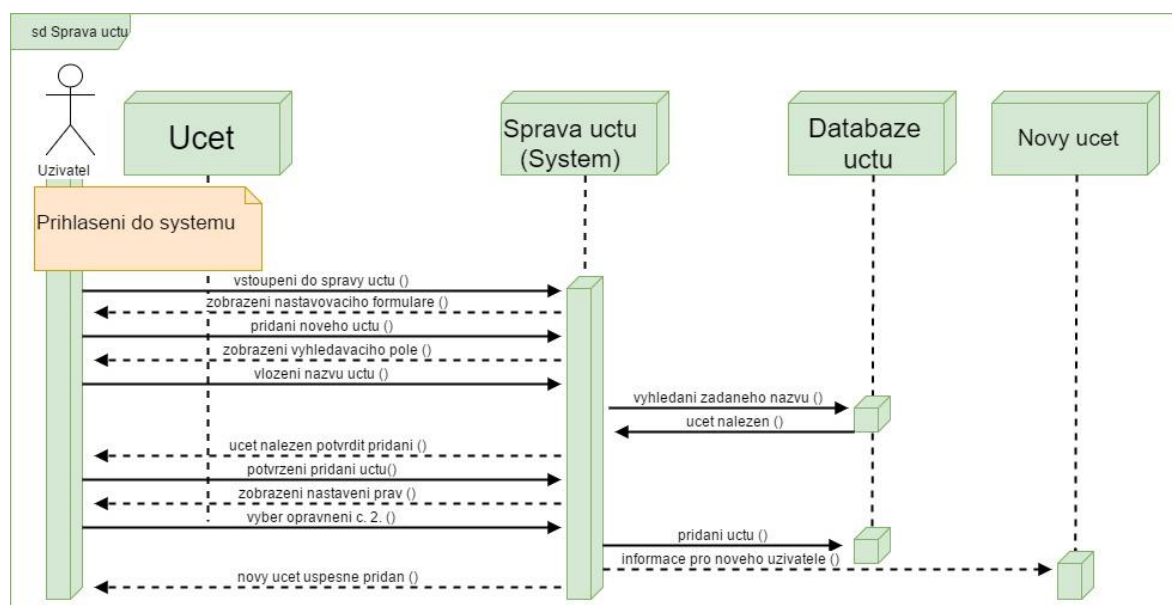 sd Sprava uctu
Uzivatel
Ucet
Sprava uctu
(System)
Databaze
uctu
Novy ucet
Prihlaseni do systemu
vstoupeni do spravy uctu ()
zobrazeni nastavovaciho formulare ()
pridani noveho uctu ()
zobrazeni vyhledavaciho pole ()
vlozeni nazvu uctu ()
vyhledani zadaneho nazvu ()
ucet nalezen ()
ucet nalezen potvrdit pridani ()
potvrzeni pridani uctu()
zobrazeni nastaveni prav ()
vyber opravneni c. 2. ()
pridani uctu ()
informace pro noveho uzivatele ()
novy ucet uspesne pridan ()